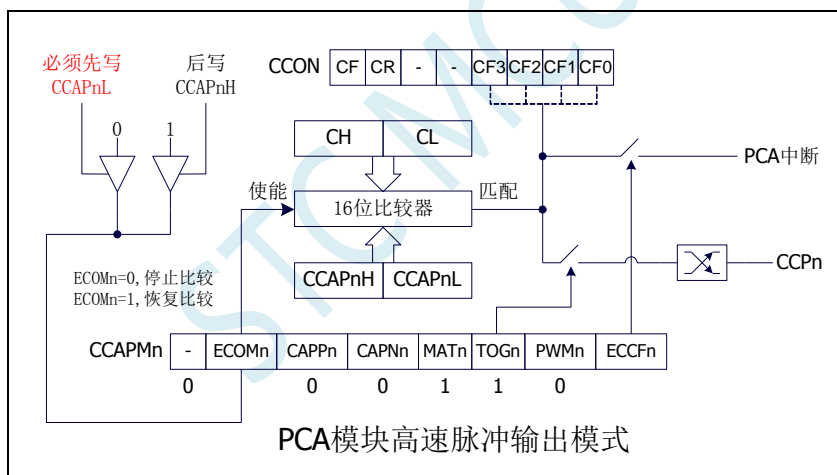 STC MCU
必须先写
CCAPnL
后写
CCAPnH
0
1
CCON CF CR - - CF3 CF2 CF1 CF0
CH CL
PCA中断
使能
16位比较器
匹配
CCAPnH CCAPnL
CCPn
ECOMn=0,停止比较
ECOMn=1,恢复比较
CCAPMn - ECOMn CAPPn CAPNn MATn TOGn PWMn ECCFn
0 0 0 1 1 0
PCA模块高速脉冲输出模式